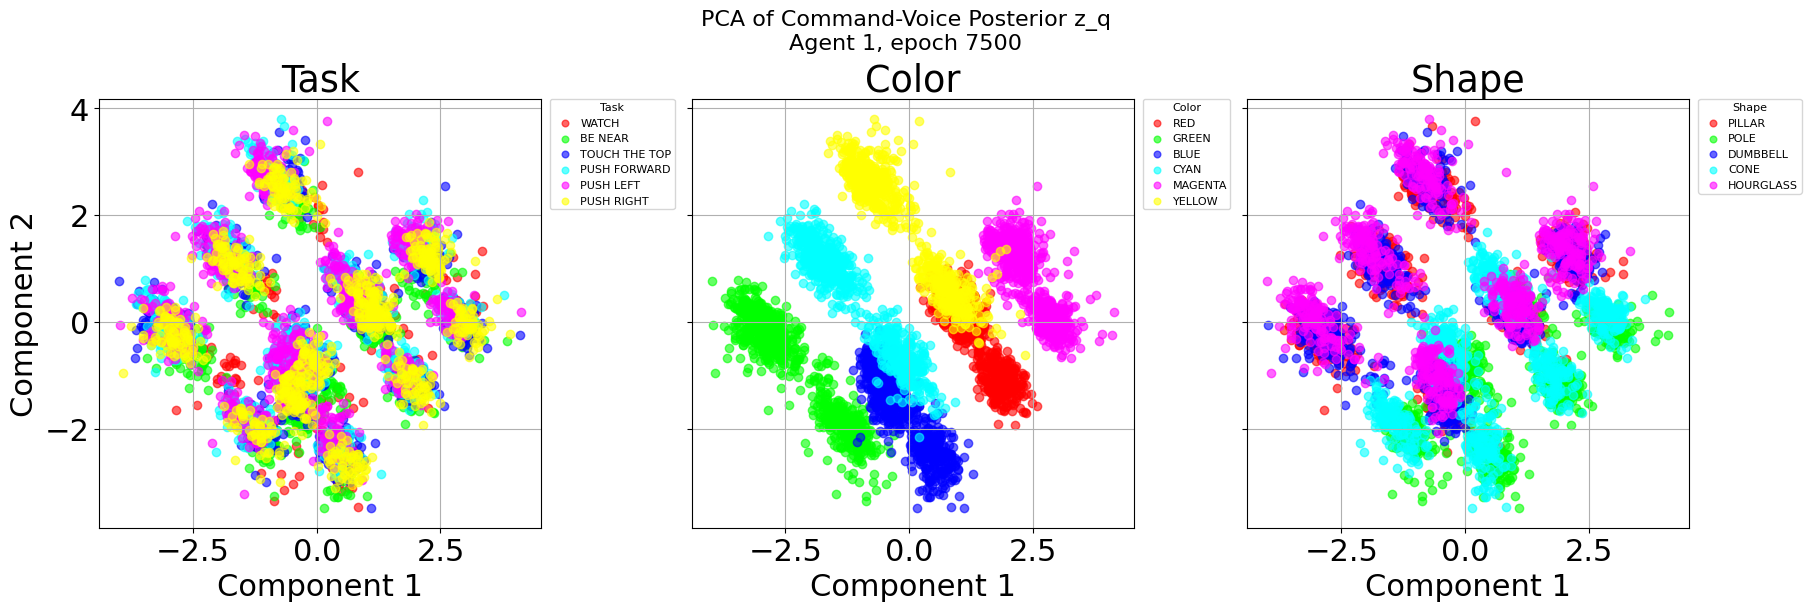 PCA of Command-Voice Posterior z_q
Agent 1, epoch 7500
Task
Component 2
4
2
0
−2
−2.5 0.0 2.5
Component 1
Task
WATCH
BE NEAR
TOUCH THE TOP
PUSH FORWARD
PUSH LEFT
PUSH RIGHT
Color
−2.5 0.0 2.5
Component 1
Color
RED
GREEN
BLUE
CYAN
MAGENTA
YELLOW
Shape
−2.5 0.0 2.5
Component 1
Shape
PILLAR
POLE
DUMBBELL
CONE
HOURGLASS